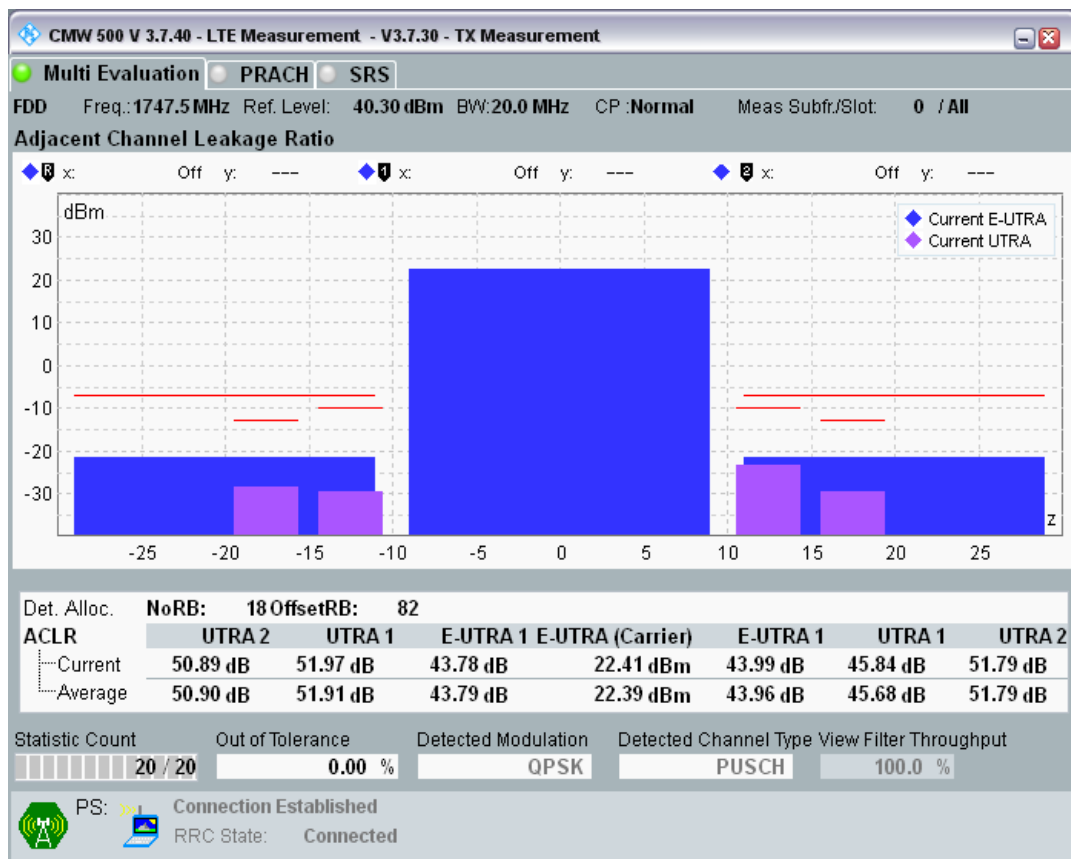 CMW 500 V 3.7.40 - LTE Measurement - V3.7.30 - TX Measurement
Multi Evaluation PRACH SRS
FDD Freq.:1747.5 MHz Ref. Level: 40.30 dBm BW:20.0 MHz CP :Normal Meas Subfr./Slot: 0 / All
Adjacent Channel Leakage Ratio
R x: Off y: --- 1 x: Off y: --- 2 x: Off y: ---
dBm
Current E-UTRA
Current UTRA
30
20
10
0
-10
-20
-30
z
-25 -20 -15 -10 -5 0 5 10 15 20 25
Det. Alloc. NoRB: 18 OffsetRB: 82
ACLR UTRA 2 UTRA 1 E-UTRA 1 E-UTRA (Carrier) E-UTRA 1 UTRA 1 UTRA 2
Current 50.89 dB 51.97 dB 43.78 dB 22.41 dBm 43.99 dB 45.84 dB 51.79 dB
Average 50.90 dB 51.91 dB 43.79 dB 22.39 dBm 43.96 dB 45.68 dB 51.79 dB
Statistic Count Out of Tolerance Detected Modulation Detected Channel Type View Filter Throughput
20 / 20 0.00 % QPSK PUSCH 100.0 %
PS: Connection Established
RRC State: Connected